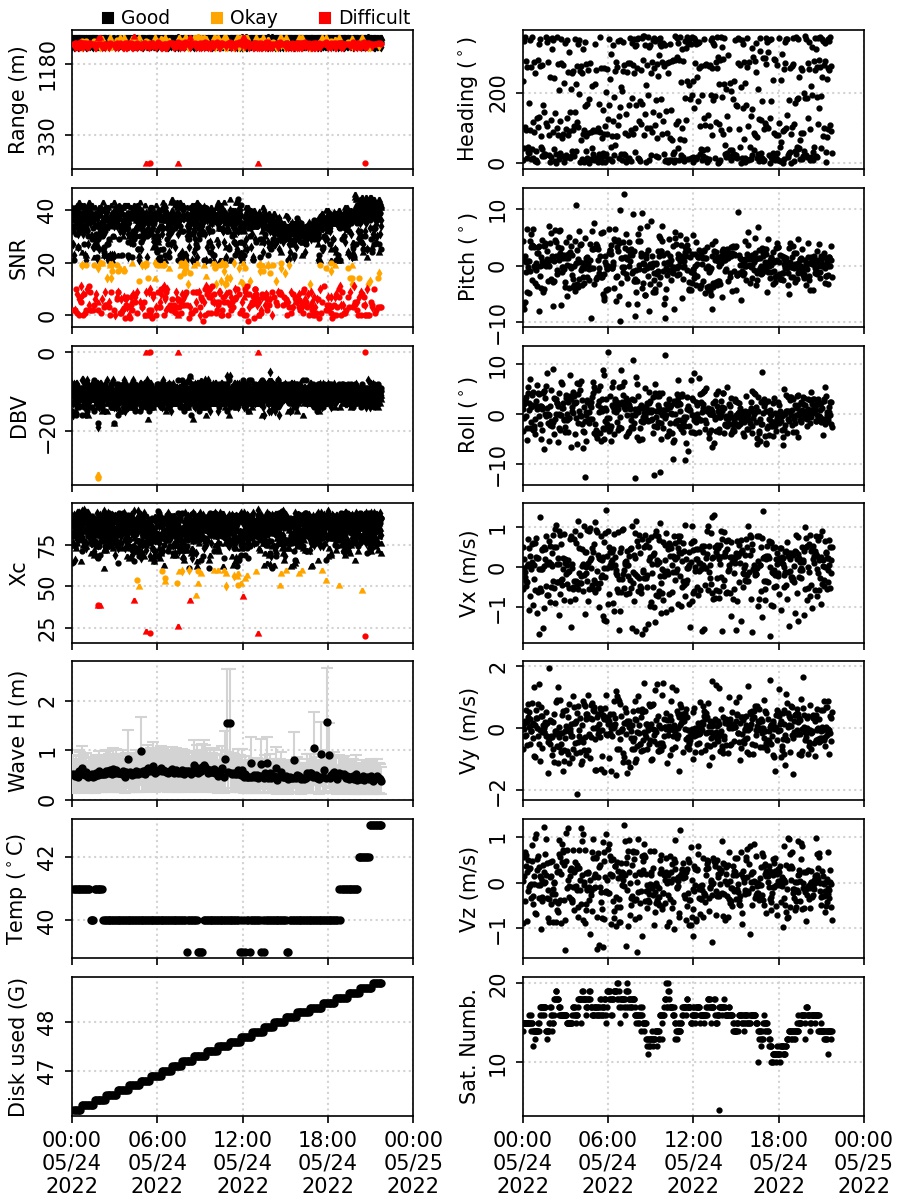 Good Okay Difficult
Range (m)
1180
330
Heading (°)
200
0
SNR
40
20
0
Pitch (°)
10
0
−10
DBV
0
−20
Roll (°)
10
0
−10
Xc
75
50
25
Vx (m/s)
1
0
−1
Wave H (m)
2
1
0
Vy (m/s)
2
0
−2
Temp (°C)
42
40
Vz (m/s)
1
0
−1
Disk used (G)
48
47
Sat. Numb.
20
10
00:00 06:00 12:00 18:00 00:00
05/24 05/24 05/24 05/24 05/25
2022 2022 2022 2022 2022
00:00 06:00 12:00 18:00 00:00
05/24 05/24 05/24 05/24 05/25
2022 2022 2022 2022 2022